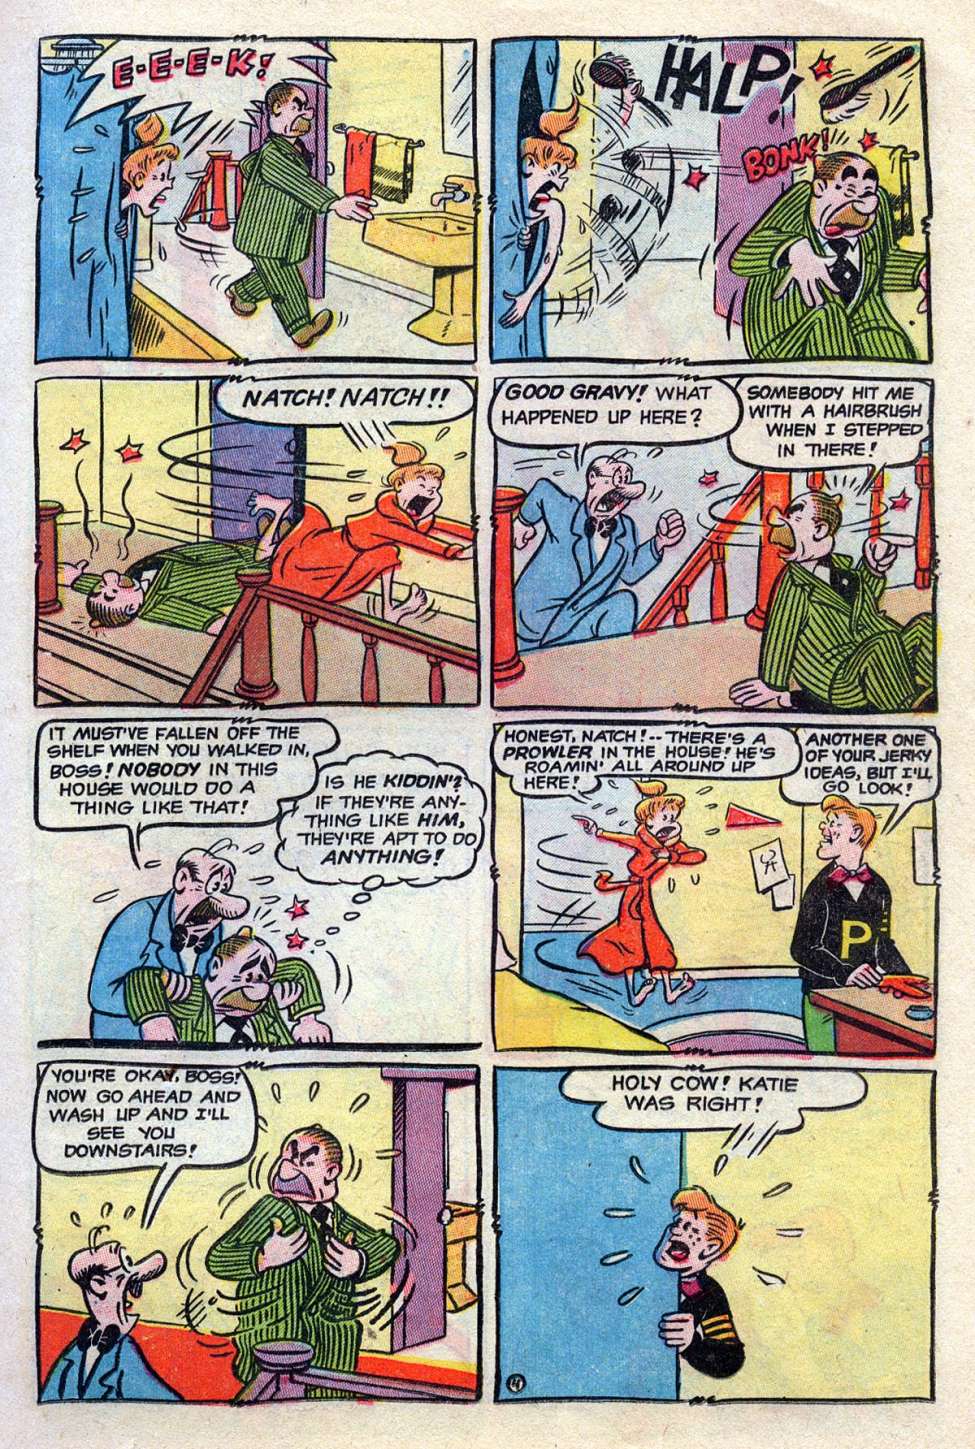 E-E-E-E-K!
HALP!
BONK!
NATCH! NATCH!!
GOOD GRAVY! WHAT
HAPPENED UP HERE?
SOMEBODY HIT ME
WITH A HAIRBRUSH
WHEN I STEPPED
IN THERE!
IT MUST'VE FALLEN OFF THE
SHELF WHEN YOU WALKED IN,
BOSS! NOBODY IN THIS
HOUSE WOULD DO A
THING LIKE THAT!
IS HE KIDDIN'?
IF THEY'RE ANY-
THING LIKE HIM,
THEY'RE APT TO DO
ANYTHING!
HONEST, NATCH!-- THERE'S A
PROWLER IN THE HOUSE! HE'S
ROAMIN' ALL AROUND UP
HERE!
ANOTHER ONE
OF YOUR JERKY
IDEAS, BUT I'LL
GO LOOK!
P
YOU'RE OKAY, BOSS!
NOW GO AHEAD AND
WASH UP AND I'LL
SEE YOU
DOWNSTAIRS!
HOLY COW! KATIE
WAS RIGHT!
4